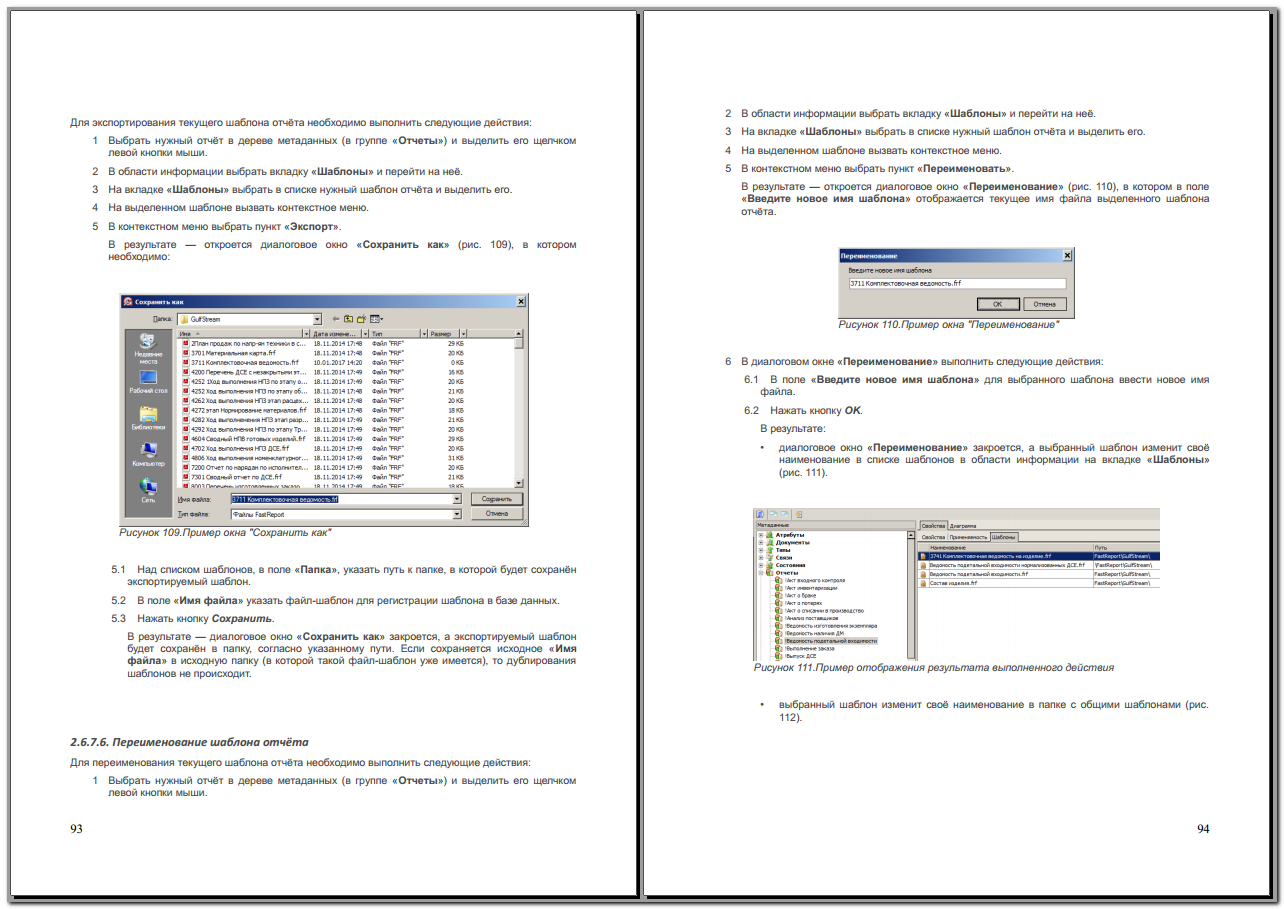 Для экспортирования текущего шаблона отчёта необходимо выполнить следующие действия:
1 Выбрать нужный отчёт в дереве метаданных (в группе «Отчеты») и выделить его щелчком
левой кнопки мыши.
2 В области информации выбрать вкладку «Шаблоны» и перейти на неё.
3 На вкладке «Шаблоны» выбрать в списке нужный шаблон отчёта и выделить его.
4 На выделенном шаблоне вызвать контекстное меню.
5 В контекстном меню выбрать пункт «Экспорт».
В результате — откроется диалоговое окно «Сохранить как» (рис. 109), в котором
необходимо:
Сохранить как
Папка: GulfStream
Имя Дата измене... Тип Размер
2План продаж по напр-ям техники в с... 18.11.2014 17:48 Файл "FRF" 29 КБ
3701 Материальная карта.frf 18.11.2014 17:48 Файл "FRF" 20 КБ
3711 Комплектовочная ведомость.frf 10.01.2017 14:20 Файл "FRF" 0 КБ
4200 Перечень ДСЕ с незакрытыми эт... 18.11.2014 17:49 Файл "FRF" 16 КБ
4252 1Ход выполнения НПЗ по этапу о... 18.11.2014 17:49 Файл "FRF" 20 КБ
4252 Ход выполнения НПЗ по этапу об... 18.11.2014 17:48 Файл "FRF" 21 КБ
4262 Ход выполнения НПЗ этап расцех... 18.11.2014 17:49 Файл "FRF" 20 КБ
4272 этап Нормирование материалов.frf 18.11.2014 17:49 Файл "FRF" 18 КБ
4282 Ход выполнения НПЗ этап разр... 18.11.2014 17:49 Файл "FRF" 21 КБ
4292 Ход выполнения НПЗ по этапу Тр... 18.11.2014 17:49 Файл "FRF" 20 КБ
4604 Сводный НПВ готовых изделий.frf 18.11.2014 17:49 Файл "FRF" 29 КБ
4702 Ход выполнения НПЗ ДСЕ.frf 18.11.2014 17:49 Файл "FRF" 20 КБ
4806 Ход выполнения номенклатурног... 18.11.2014 17:49 Файл "FRF" 31 КБ
7200 Отчет по нарядам по исполнител... 18.11.2014 17:49 Файл "FRF" 20 КБ
7301 Сводный отчет по ДСЕ.frf 18.11.2014 17:49 Файл "FRF" 21 КБ
8003 Перечень изготовленных заказо... 18.11.2014 17:49 Файл "FRF" 18 КБ
Недавние
места
Рабочий стол
Библиотеки
Компьютер
Сеть
Имя файла: 3711 Комплектовочная ведомость.frf Сохранить
Тип файла: Файлы FastReport Отмена
Рисунок 109.Пример окна "Сохранить как"
5.1 Над списком шаблонов, в поле «Папка», указать путь к папке, в которой будет сохранён
экспортируемый шаблон.
5.2 В поле «Имя файла» указать файл-шаблон для регистрации шаблона в базе данных.
5.3 Нажать кнопку Сохранить.
В результате — диалоговое окно «Сохранить как» закроется, а экспортируемый шаблон
будет сохранён в папку, согласно указанному пути. Если сохраняется исходное «Имя
файла» в исходную папку (в которой такой файл-шаблон уже имеется), то дублирования
шаблонов не происходит.
2.6.7.6. Переименование шаблона отчёта
Для переименования текущего шаблона отчёта необходимо выполнить следующие действия:
1 Выбрать нужный отчёт в дереве метаданных (в группе «Отчеты») и выделить его щелчком
левой кнопки мыши.
93
2 В области информации выбрать вкладку «Шаблоны» и перейти на неё.
3 На вкладке «Шаблоны» выбрать в списке нужный шаблон отчёта и выделить его.
4 На выделенном шаблоне вызвать контекстное меню.
5 В контекстном меню выбрать пункт «Переименовать».
В результате — откроется диалоговое окно «Переименование» (рис. 110), в котором в поле
«Введите новое имя шаблона» отображается текущее имя файла выделенного шаблона
отчёта.
Переименование
Введите новое имя шаблона
3711 Комплектовочная ведомость.frf
OK Отмена
Рисунок 110.Пример окна "Переименование"
6 В диалоговом окне «Переименование» выполнить следующие действия:
6.1 В поле «Введите новое имя шаблона» для выбранного шаблона ввести новое имя
файла.
6.2 Нажать кнопку ОК.
В результате:
• диалоговое окно «Переименование» закроется, а выбранный шаблон изменит своё
наименование в списке шаблонов в области информации на вкладке «Шаблоны»
(рис. 111).
Метаданные
Атрибуты
Документы
Типы
Связи
Состояния
Отчеты
!Акт входного контроля
!Акт инвентаризации
!Акт о браке
!Акт о потерях
!Акт о списании в производство
!Анализ поставщиков
!Ведомость изготовления экземпляра
!Ведомость наличия ДМ
!Ведомость подетальной входимости
!Выполнение заказа
!Выпуск ДСЕ
Свойства Диаграмма
Свойства Применяемость Шаблоны
Наименование Путь
3741 Комплектовочная ведомость на изделие.frf FastReport\GulfStream\
Ведомость подетальной входимости нормализованных ДСЕ.frf \FastReport\GulfStream\
Ведомость подетальной входимости.frf FastReport\GulfStream\
Состав изделия.frf FastReport\GulfStream\
Рисунок 111.Пример отображения результата выполненного действия
• выбранный шаблон изменит своё наименование в папке с общими шаблонами (рис.
112).
94